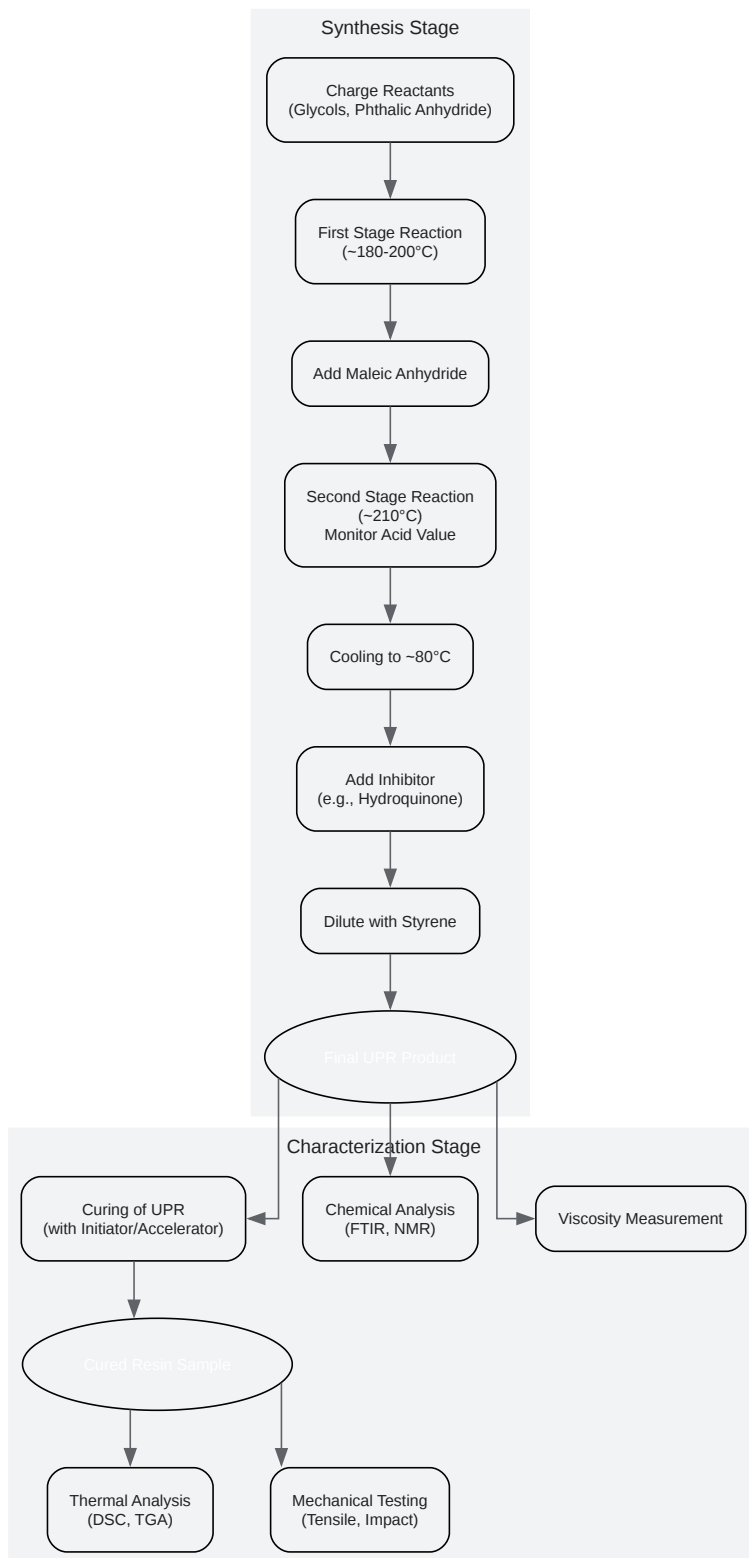 Synthesis Stage
Charge Reactants
(Glycols, Phthalic Anhydride)
First Stage Reaction
(~180-200°C)
Add Maleic Anhydride
Second Stage Reaction
(~210°C)
Monitor Acid Value
Cooling to ~80°C
Add Inhibitor
(e.g., Hydroquinone)
Dilute with Styrene
Final UPR Product
Characterization Stage
Curing of UPR
(with Initiator/Accelerator)
Chemical Analysis
(FTIR, NMR)
Viscosity Measurement
Cured Resin Sample
Thermal Analysis
(DSC, TGA)
Mechanical Testing
(Tensile, Impact)